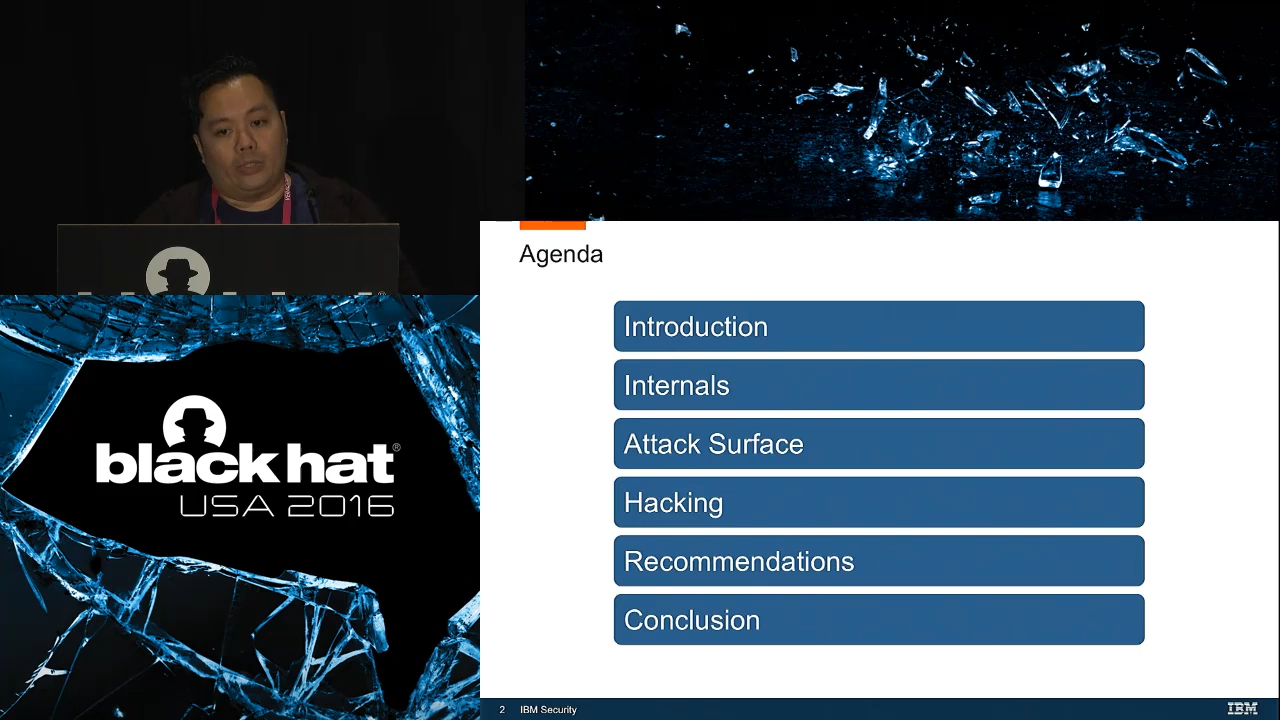 black hat®
USA 2016
Agenda
Introduction
Internals
Attack Surface
Hacking
Recommendations
Conclusion
2 IBM Security
IBM